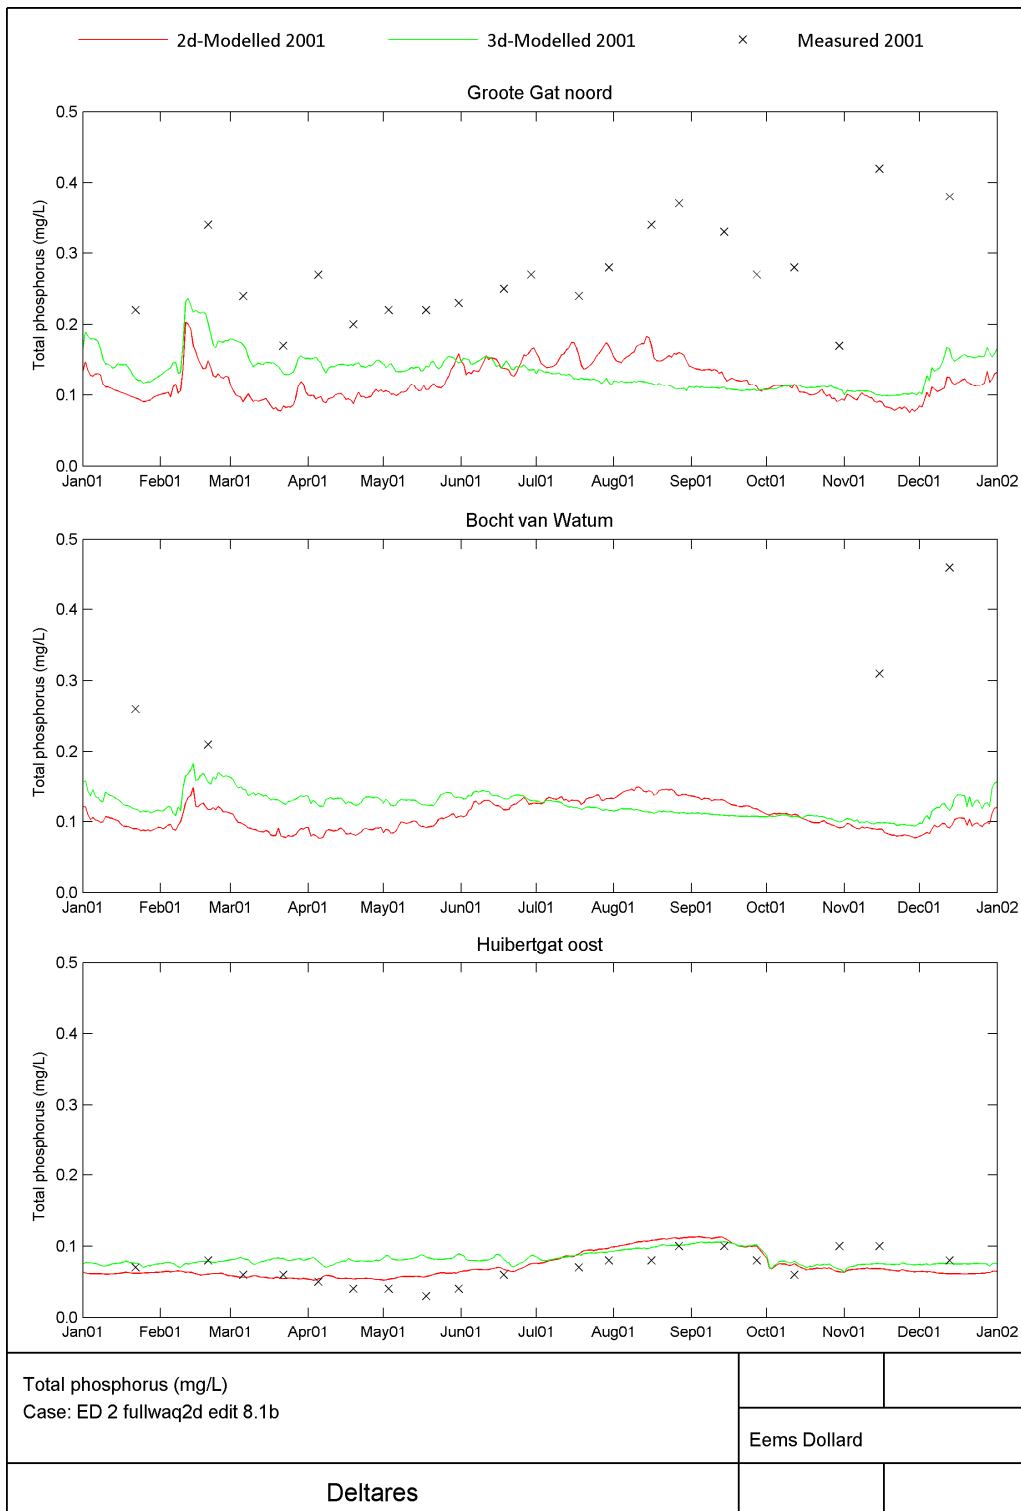 2d-Modelled 2001 3d-Modelled 2001 × Measured 2001
Groote Gat noord
Total phosphorus (mg/L)
0.5
0.4
0.3
0.2
0.1
0.0
Jan01 Feb01 Mar01 Apr01 May01 Jun01 Jul01 Aug01 Sep01 Oct01 Nov01 Dec01 Jan02
Bocht van Watum
Total phosphorus (mg/L)
0.5
0.4
0.3
0.2
0.1
0.0
Jan01 Feb01 Mar01 Apr01 May01 Jun01 Jul01 Aug01 Sep01 Oct01 Nov01 Dec01 Jan02
Huibertgat oost
Total phosphorus (mg/L)
0.5
0.4
0.3
0.2
0.1
0.0
Jan01 Feb01 Mar01 Apr01 May01 Jun01 Jul01 Aug01 Sep01 Oct01 Nov01 Dec01 Jan02
Total phosphorus (mg/L)
Case: ED 2 fullwaq2d edit 8.1b
Eems Dollard
Deltares